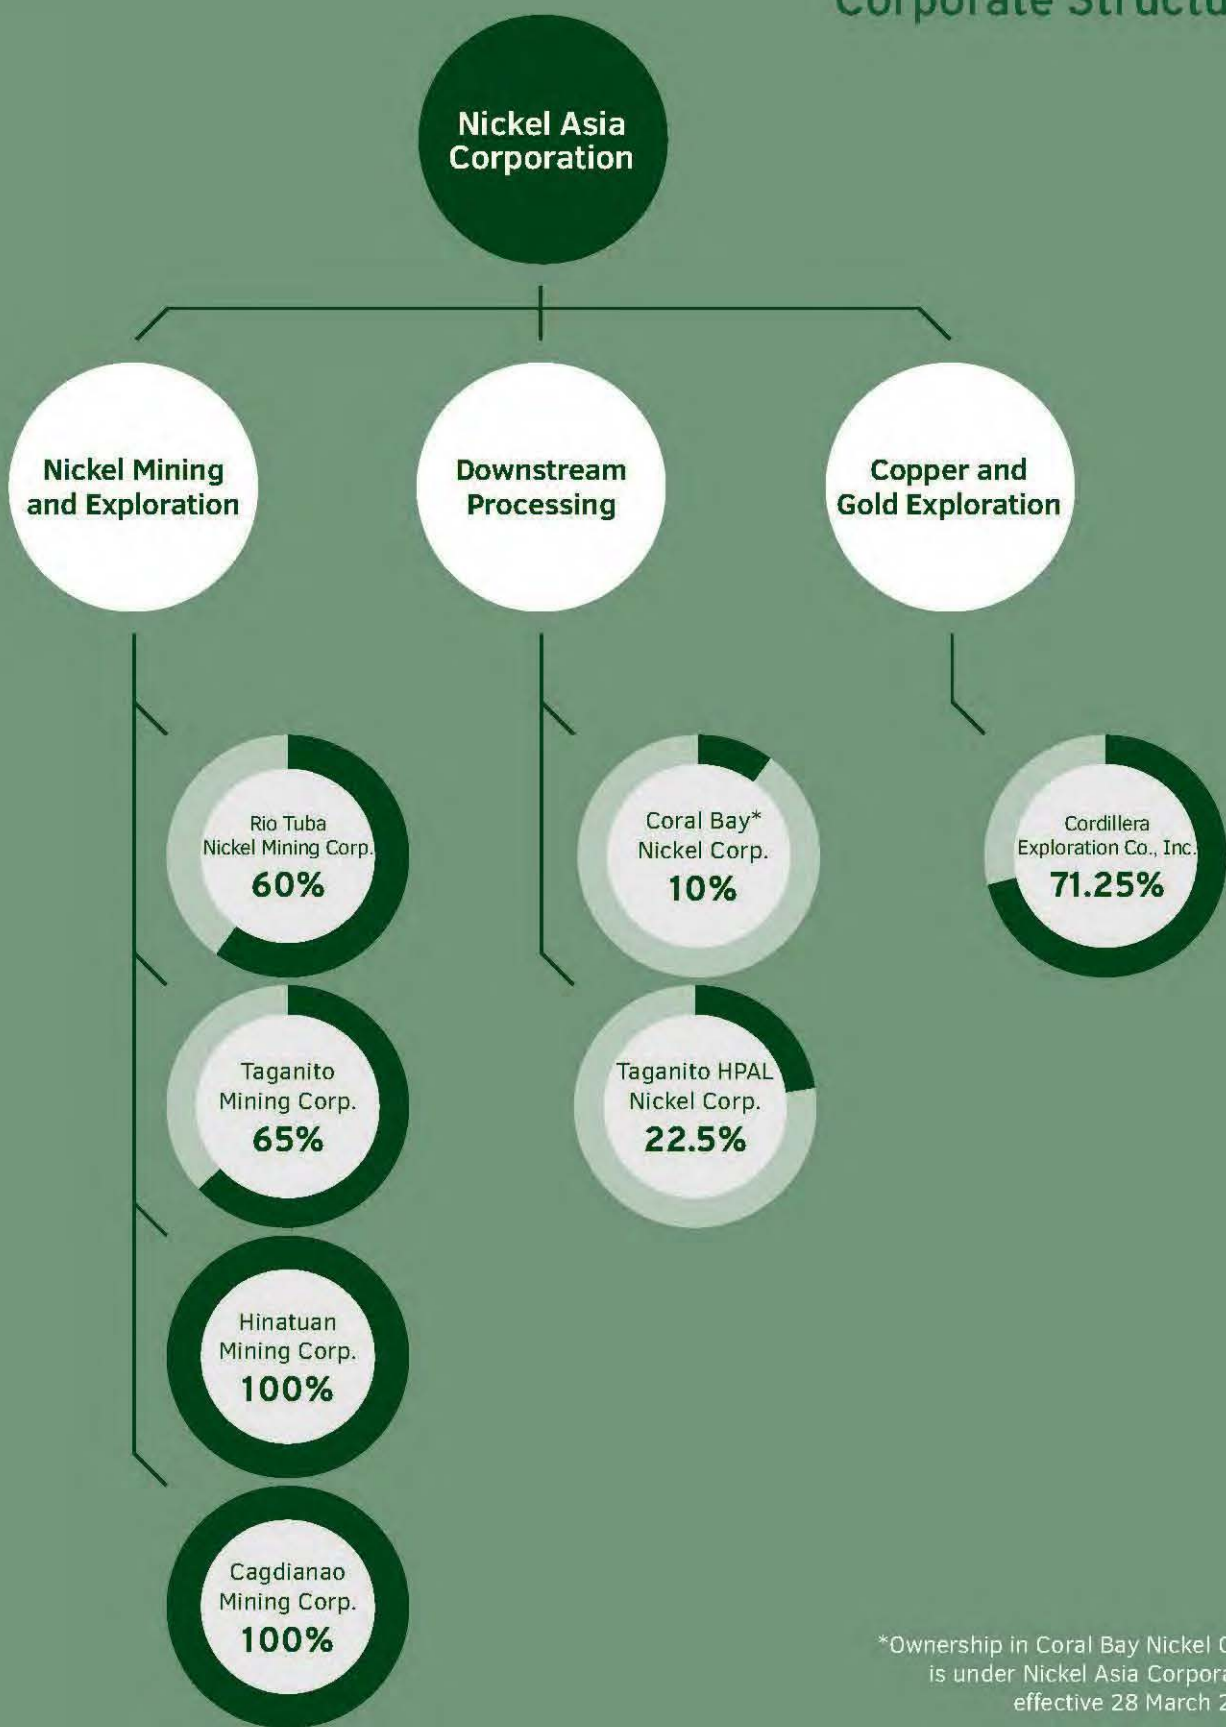 Corporate
Nickel Asia
Corporation
Nickel Mining
and Exploration
Downstream
Processing
Copper and
Gold Exploration
Rio Tuba
Nickel Mining Corp.
60%
Taganito
Mining Corp.
65%
Hinatuan
Mining Corp.
100%
Cagdianao
Mining Corp.
100%
Coral Bay*
Nickel Corp.
10%
Taganito HPAL
Nickel Corp.
22.5%
Cordillera
Exploration Co., Inc.
71.25%
*Ownership in Coral Bay Nickel
is under Nickel Asia
effective 28 March